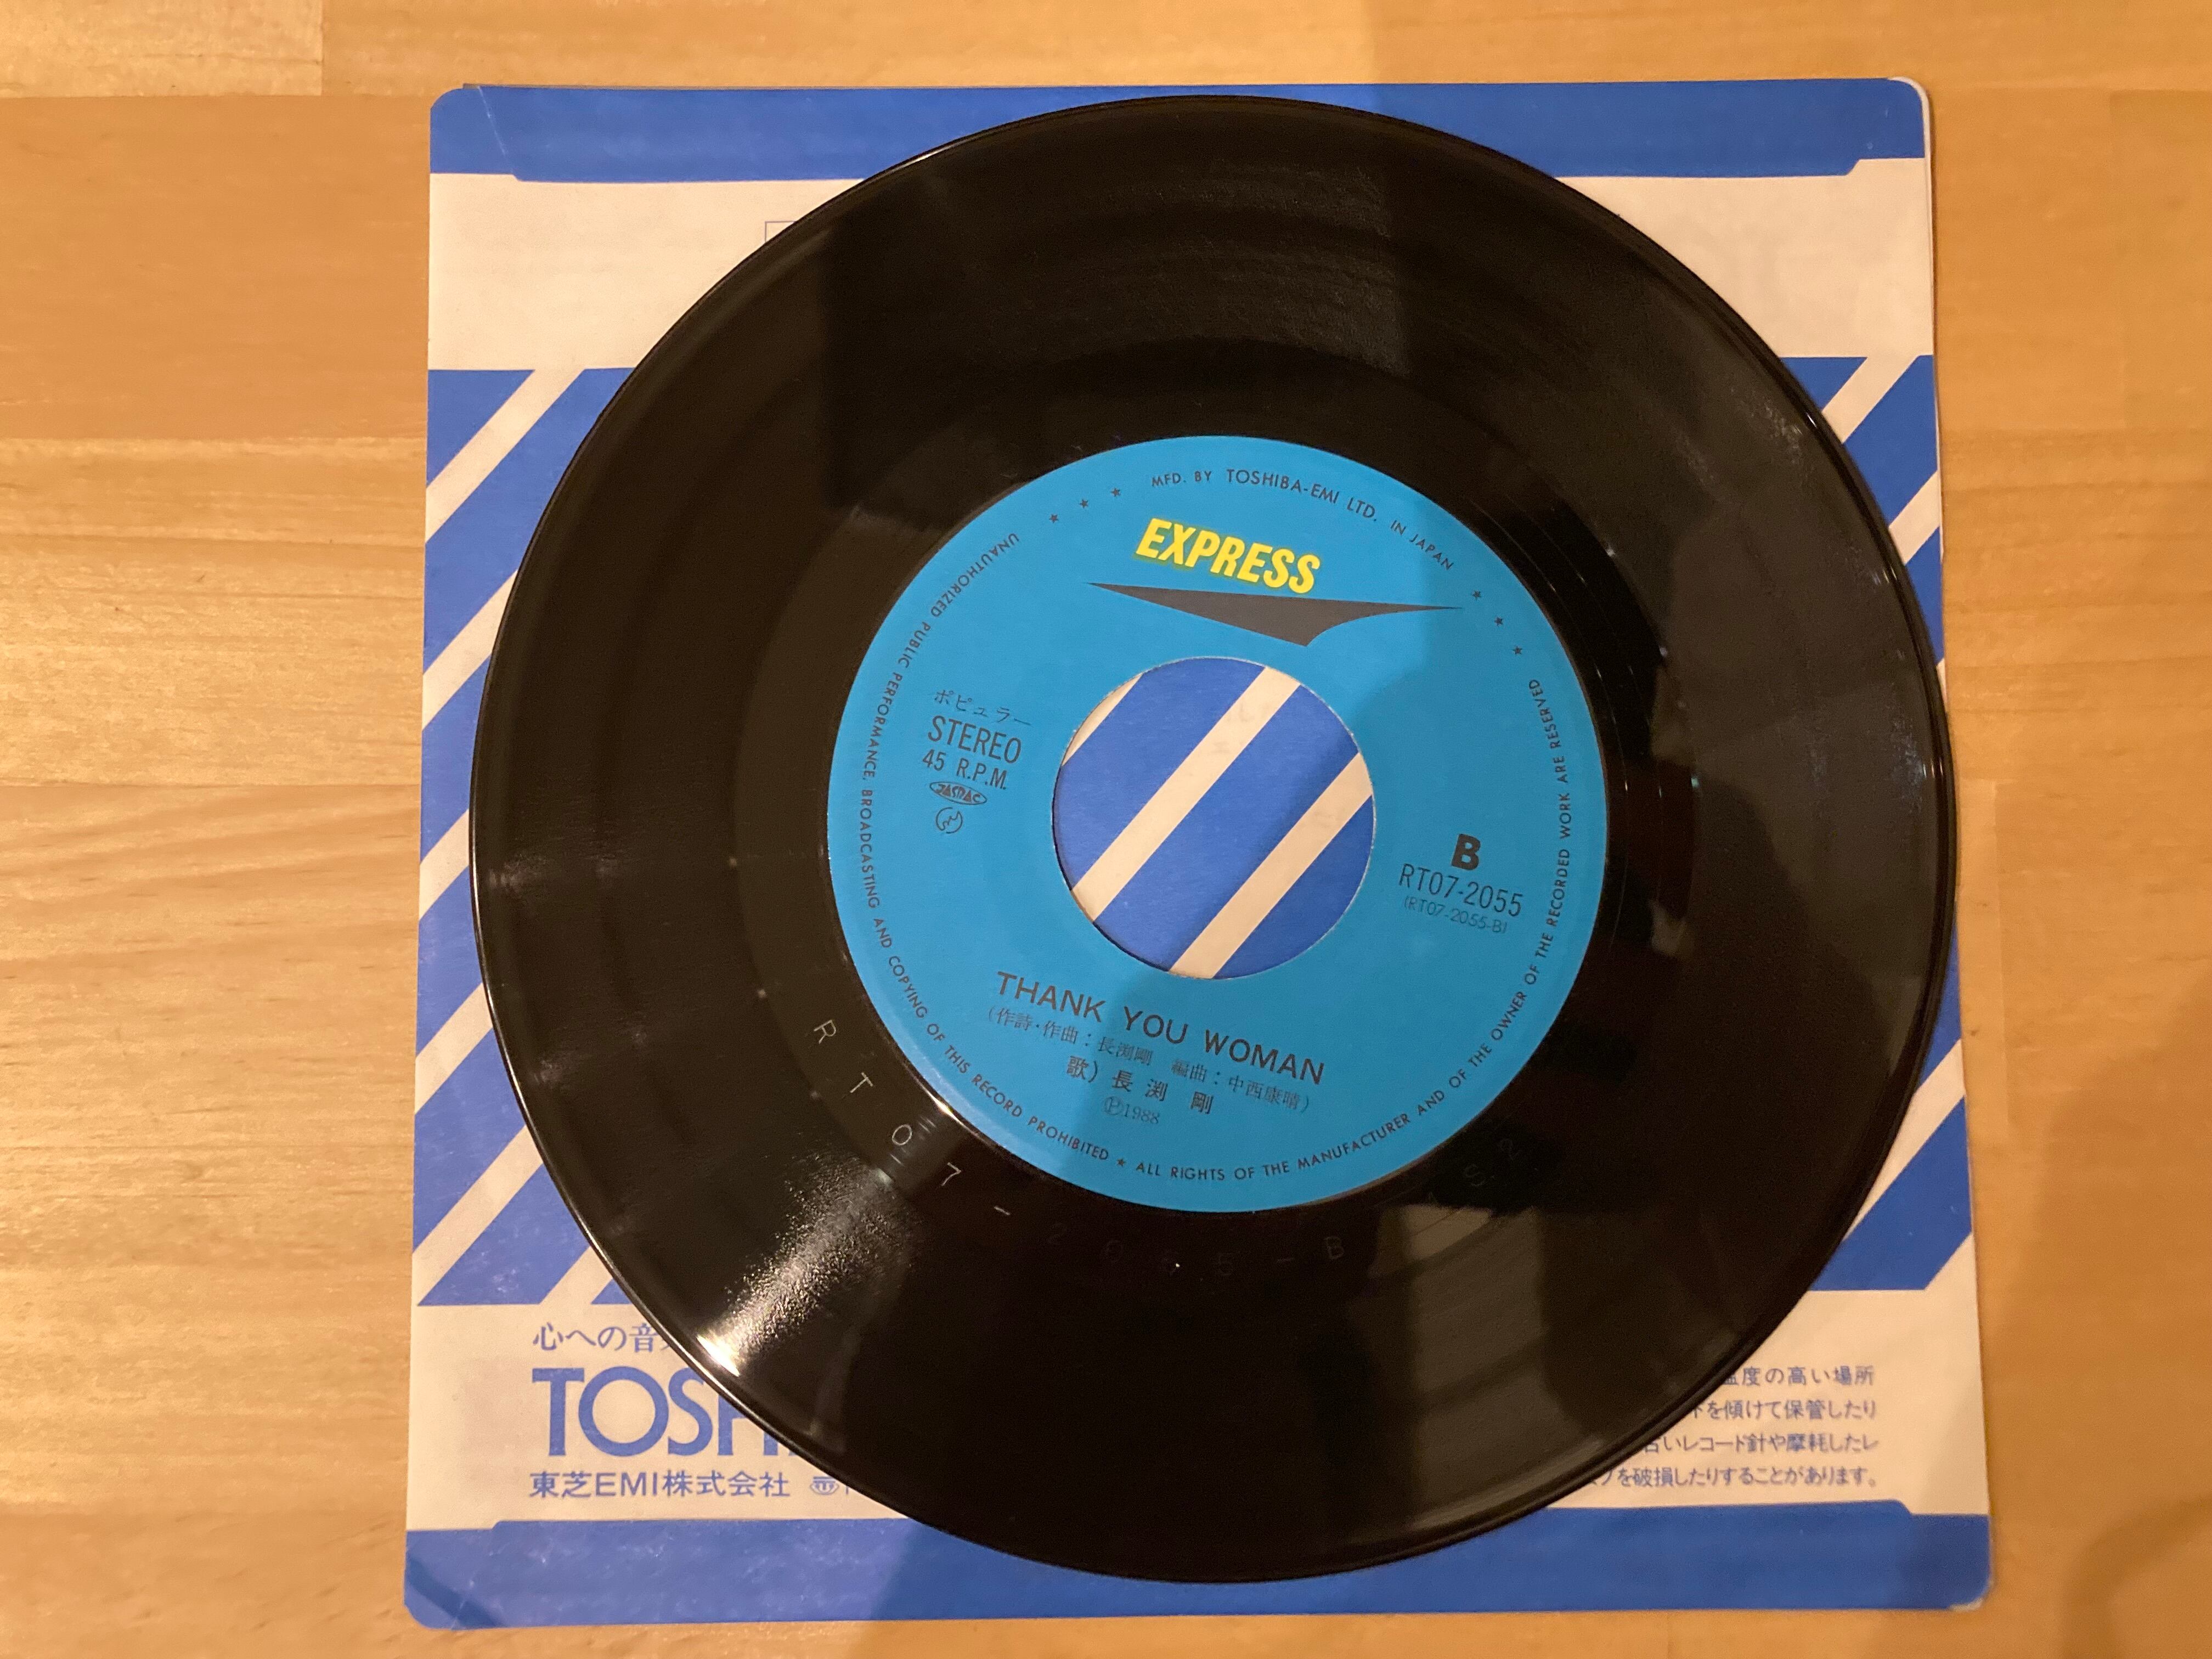 MFD. BY TOSHIBA-EMI LTD. IN JAPAN
EXPRESS
ポピュラー
STEREO
45 R.P.M.
JASRAC
B
RT07-2055
(RT07-2055-B)
THANK YOU WOMAN
(作詩・作曲：長渕剛 編曲：中西康晴)
歌) 長渕 剛
Ⓟ1988
UNAUTHORIZED PUBLIC PERFORMANCE, BROADCASTING AND COPYING OF THIS RECORD PROHIBITED ★ ALL RIGHTS OF THE MANUFACTURER AND OF THE OWNER OF THE RECORDED WORK ARE RESERVED
RT07-2055-B
心への音
TOSH
東芝EMI株式会社
温度の高い場所
を傾けて保管したり
古いレコード針や摩耗したレ
を破損したりすることがあります。